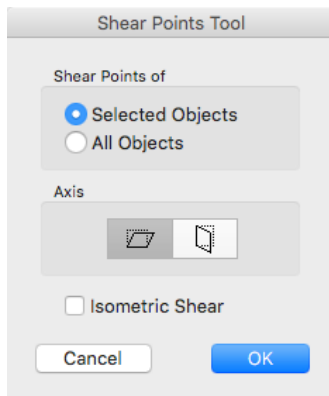 Shear Points Tool
Shear Points of
Selected Objects
All Objects
Axis
Isometric Shear
Cancel OK